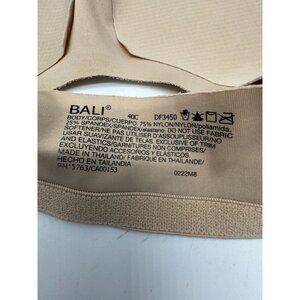 BALI® 40C DF3450
BODY/CORPS/CUERPO: 75% NYLON/NYLON/poliamida,
25% SPANDEX/SPANDEX/elastano. DO NOT USE FABRIC
SOFTENER/NE PAS UTILISER D'ASSOUPLISSEUR/NO
USAR SUAVIZANTE DE TELAS. EXCLUSIVE OF TRIM
AND ELASTICS/GARNITURES NON COMPRISES/
EXCLUYENDO ACCESORIOS Y ELASTICOS.
MADE IN THAILAND/ FABRIQUE EN THAILANDE/
HECHO EN TAILANDIA
RN*15763/CA00153 0222M8